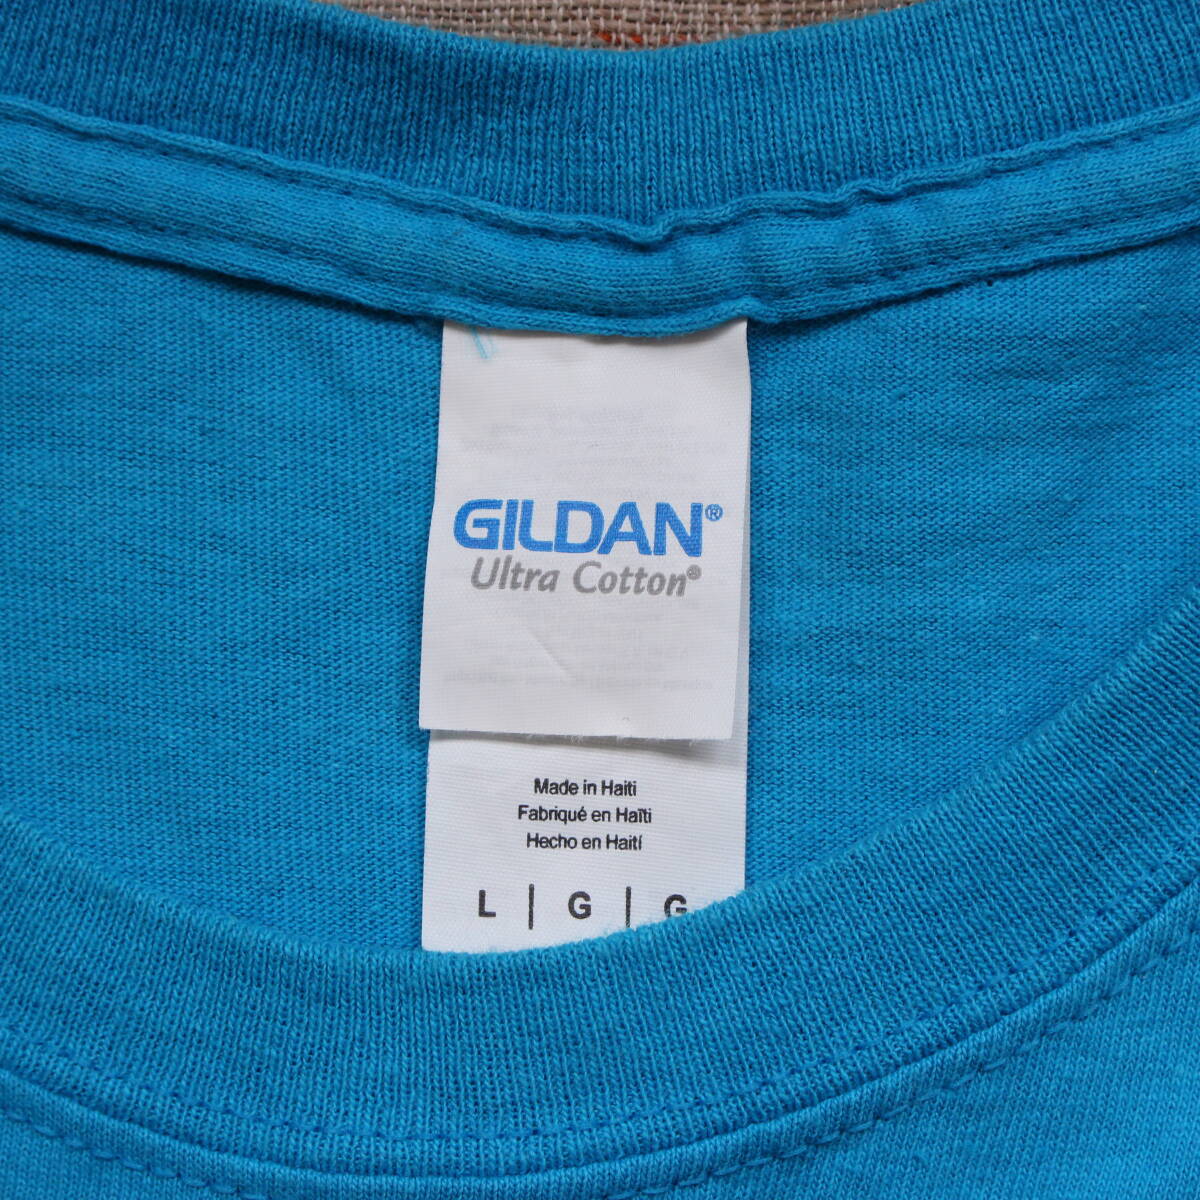 GILDAN®
Ultra Cotton®
Made in Haiti
Fabriqué en Haïti
Hecho en Haití
L | G | G